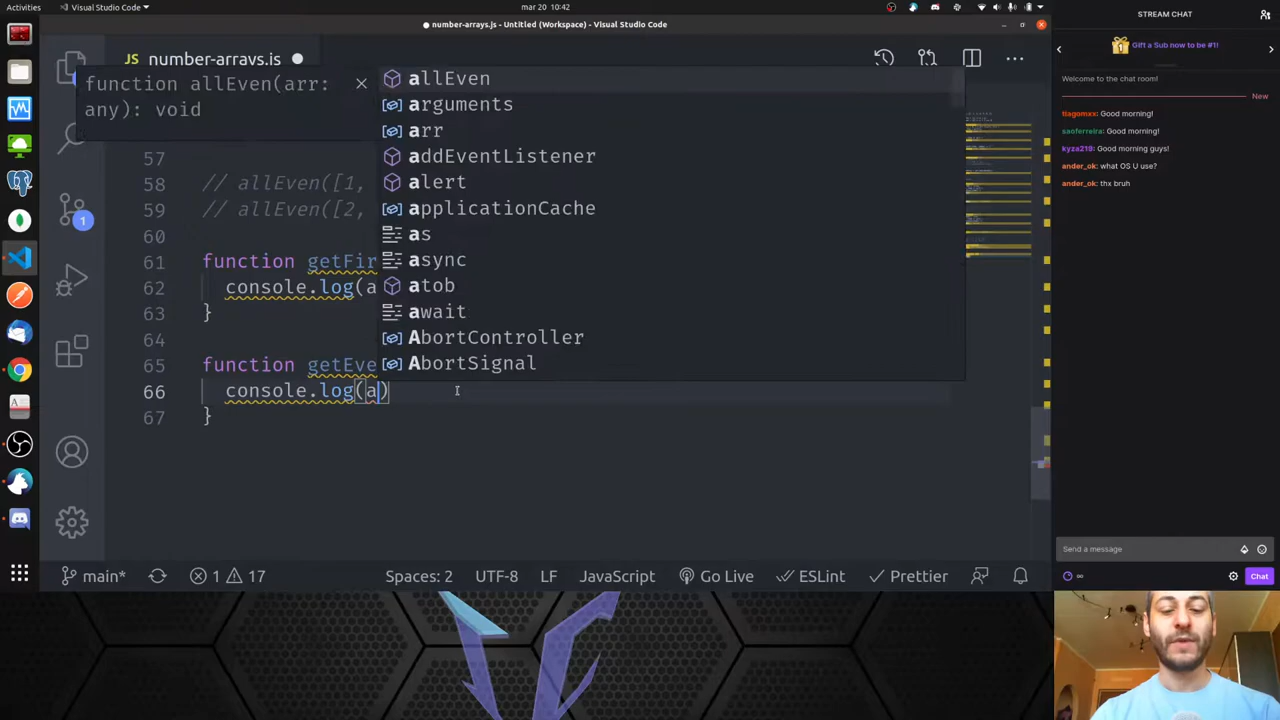 Activities
Visual Studio Code
mar 20 10:42
number-arrays.js - Untitled (Workspace) - Visual Studio Code
STREAM CHAT
JS number-arrays.js
Gift a Sub now to be #1!
function allEven(arr:
any): void
allEven
arguments
arr
addEventListener
alert
applicationCache
as
async
atob
await
AbortController
AbortSignal
57
58 // allEven([1,
59 // allEven([2,
60
61 function getFir
62 console.log(a
63 }
64
65 function getEve
66 console.log(a)
67 }
1
main*
1 17
Spaces: 2
UTF-8
LF
JavaScript
Go Live
ESLint
Prettier
Welcome to the chat room!
New
tiagomxx: Good morning!
saoferreira: Good morning!
kyza219: Good morning guys!
ander_ok: what OS U use?
ander_ok: thx bruh
Send a message
∞
Chat